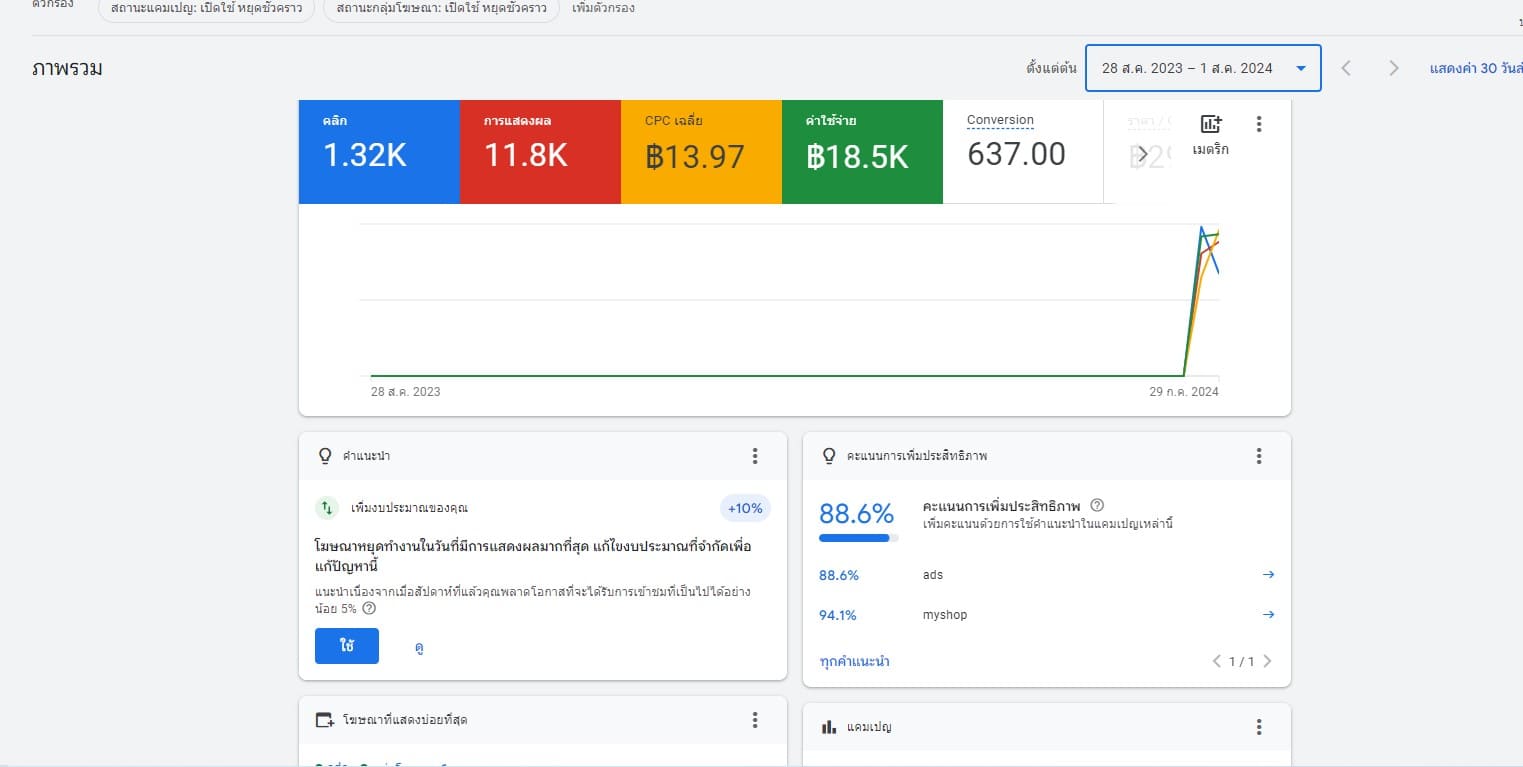 ตัวกรอง
สถานะแคมเปญ: เปิดใช้ หยุดชั่วคราว
สถานะกลุ่มโฆษณา: เปิดใช้ หยุดชั่วคราว
เพิ่มตัวกรอง
ภาพรวม
ตั้งแต่ต้น
28 ส.ค. 2023 – 1 ส.ค. 2024
แสดงค่า 30 วัน
คลิก
1.32K
การแสดงผล
11.8K
CPC เฉลี่ย
฿13.97
ค่าใช้จ่าย
฿18.5K
Conversion
637.00
เมตริก
28 ส.ค. 2023
29 ก.ค. 2024
คำแนะนำ
เพิ่มงบประมาณของคุณ
+10%
โฆษณาหยุดทำงานในวันที่มีการแสดงผลมากที่สุด แก้ไขงบประมาณที่จำกัดเพื่อ
แก้ปัญหานี้
แนะนำเนื่องจากเมื่อสัปดาห์ที่แล้วคุณพลาดโอกาสที่จะได้รับการเข้าชมที่เป็นไปได้อย่าง
น้อย 5%
ใช้
ดู
คะแนนการเพิ่มประสิทธิภาพ
88.6%
คะแนนการเพิ่มประสิทธิภาพ
เพิ่มคะแนนด้วยการใช้คำแนะนำในแคมเปญเหล่านี้
88.6%
ads
94.1%
myshop
ทุกคำแนะนำ
1 / 1
โฆษณาที่แสดงบ่อยที่สุด
แคมเปญ